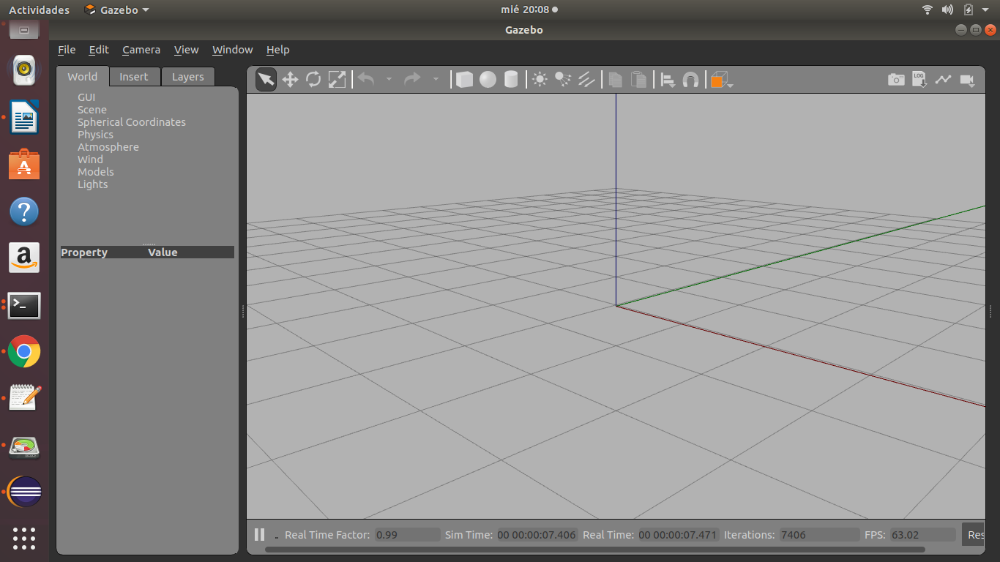 Actividades Gazebo mié 20:08
Gazebo
File Edit Camera View Window Help
World Insert Layers
LOG
GUI
Scene
Spherical Coordinates
Physics
Atmosphere
Wind
Models
Lights
Property Value
Real Time Factor: 0.99 Sim Time: 00 00:00:07.406 Real Time: 00 00:00:07.471 Iterations: 7406 FPS: 63.02 Res